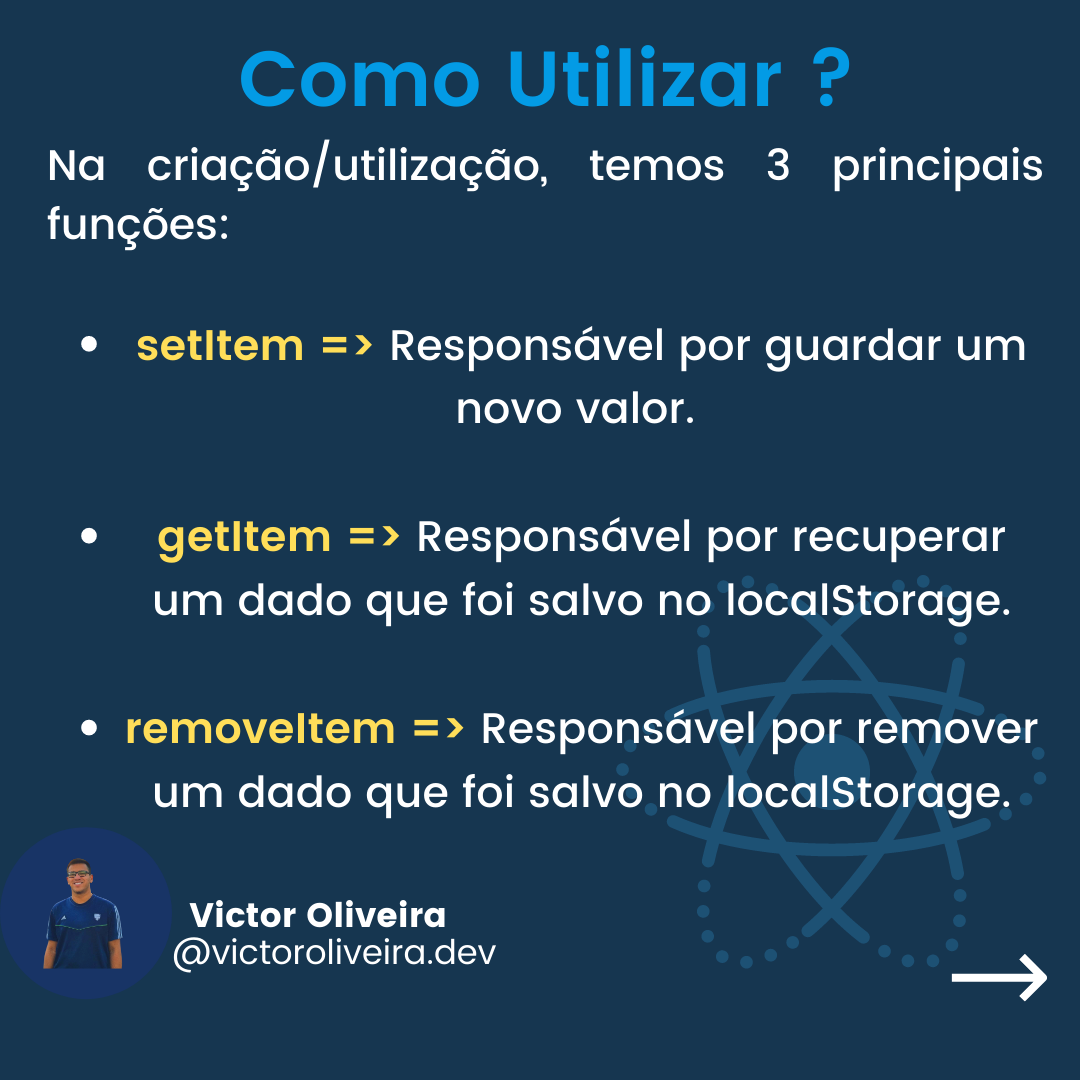 Como Utilizar ?
Na criação/utilização, temos 3 principais
funções:
• setItem => Responsável por guardar um
novo valor.
• getItem => Responsável por recuperar
um dado que foi salvo no localStorage.
• removeItem => Responsável por remover
um dado que foi salvo no localStorage.
Victor Oliveira
@victoroliveira.dev